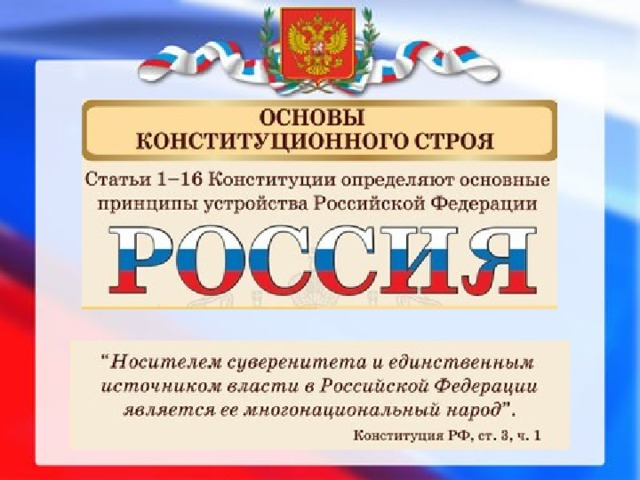 ОСНОВЫ
КОНСТИТУЦИОННОГО СТРОЯ
Статьи 1–16 Конституции определяют основные
принципы устройства Российской Федерации
РОССИЯ
“Носителем суверенитета и единственным
источником власти в Российской Федерации
является ее многонациональный народ”.
Конституция РФ, ст. 3, ч. 1